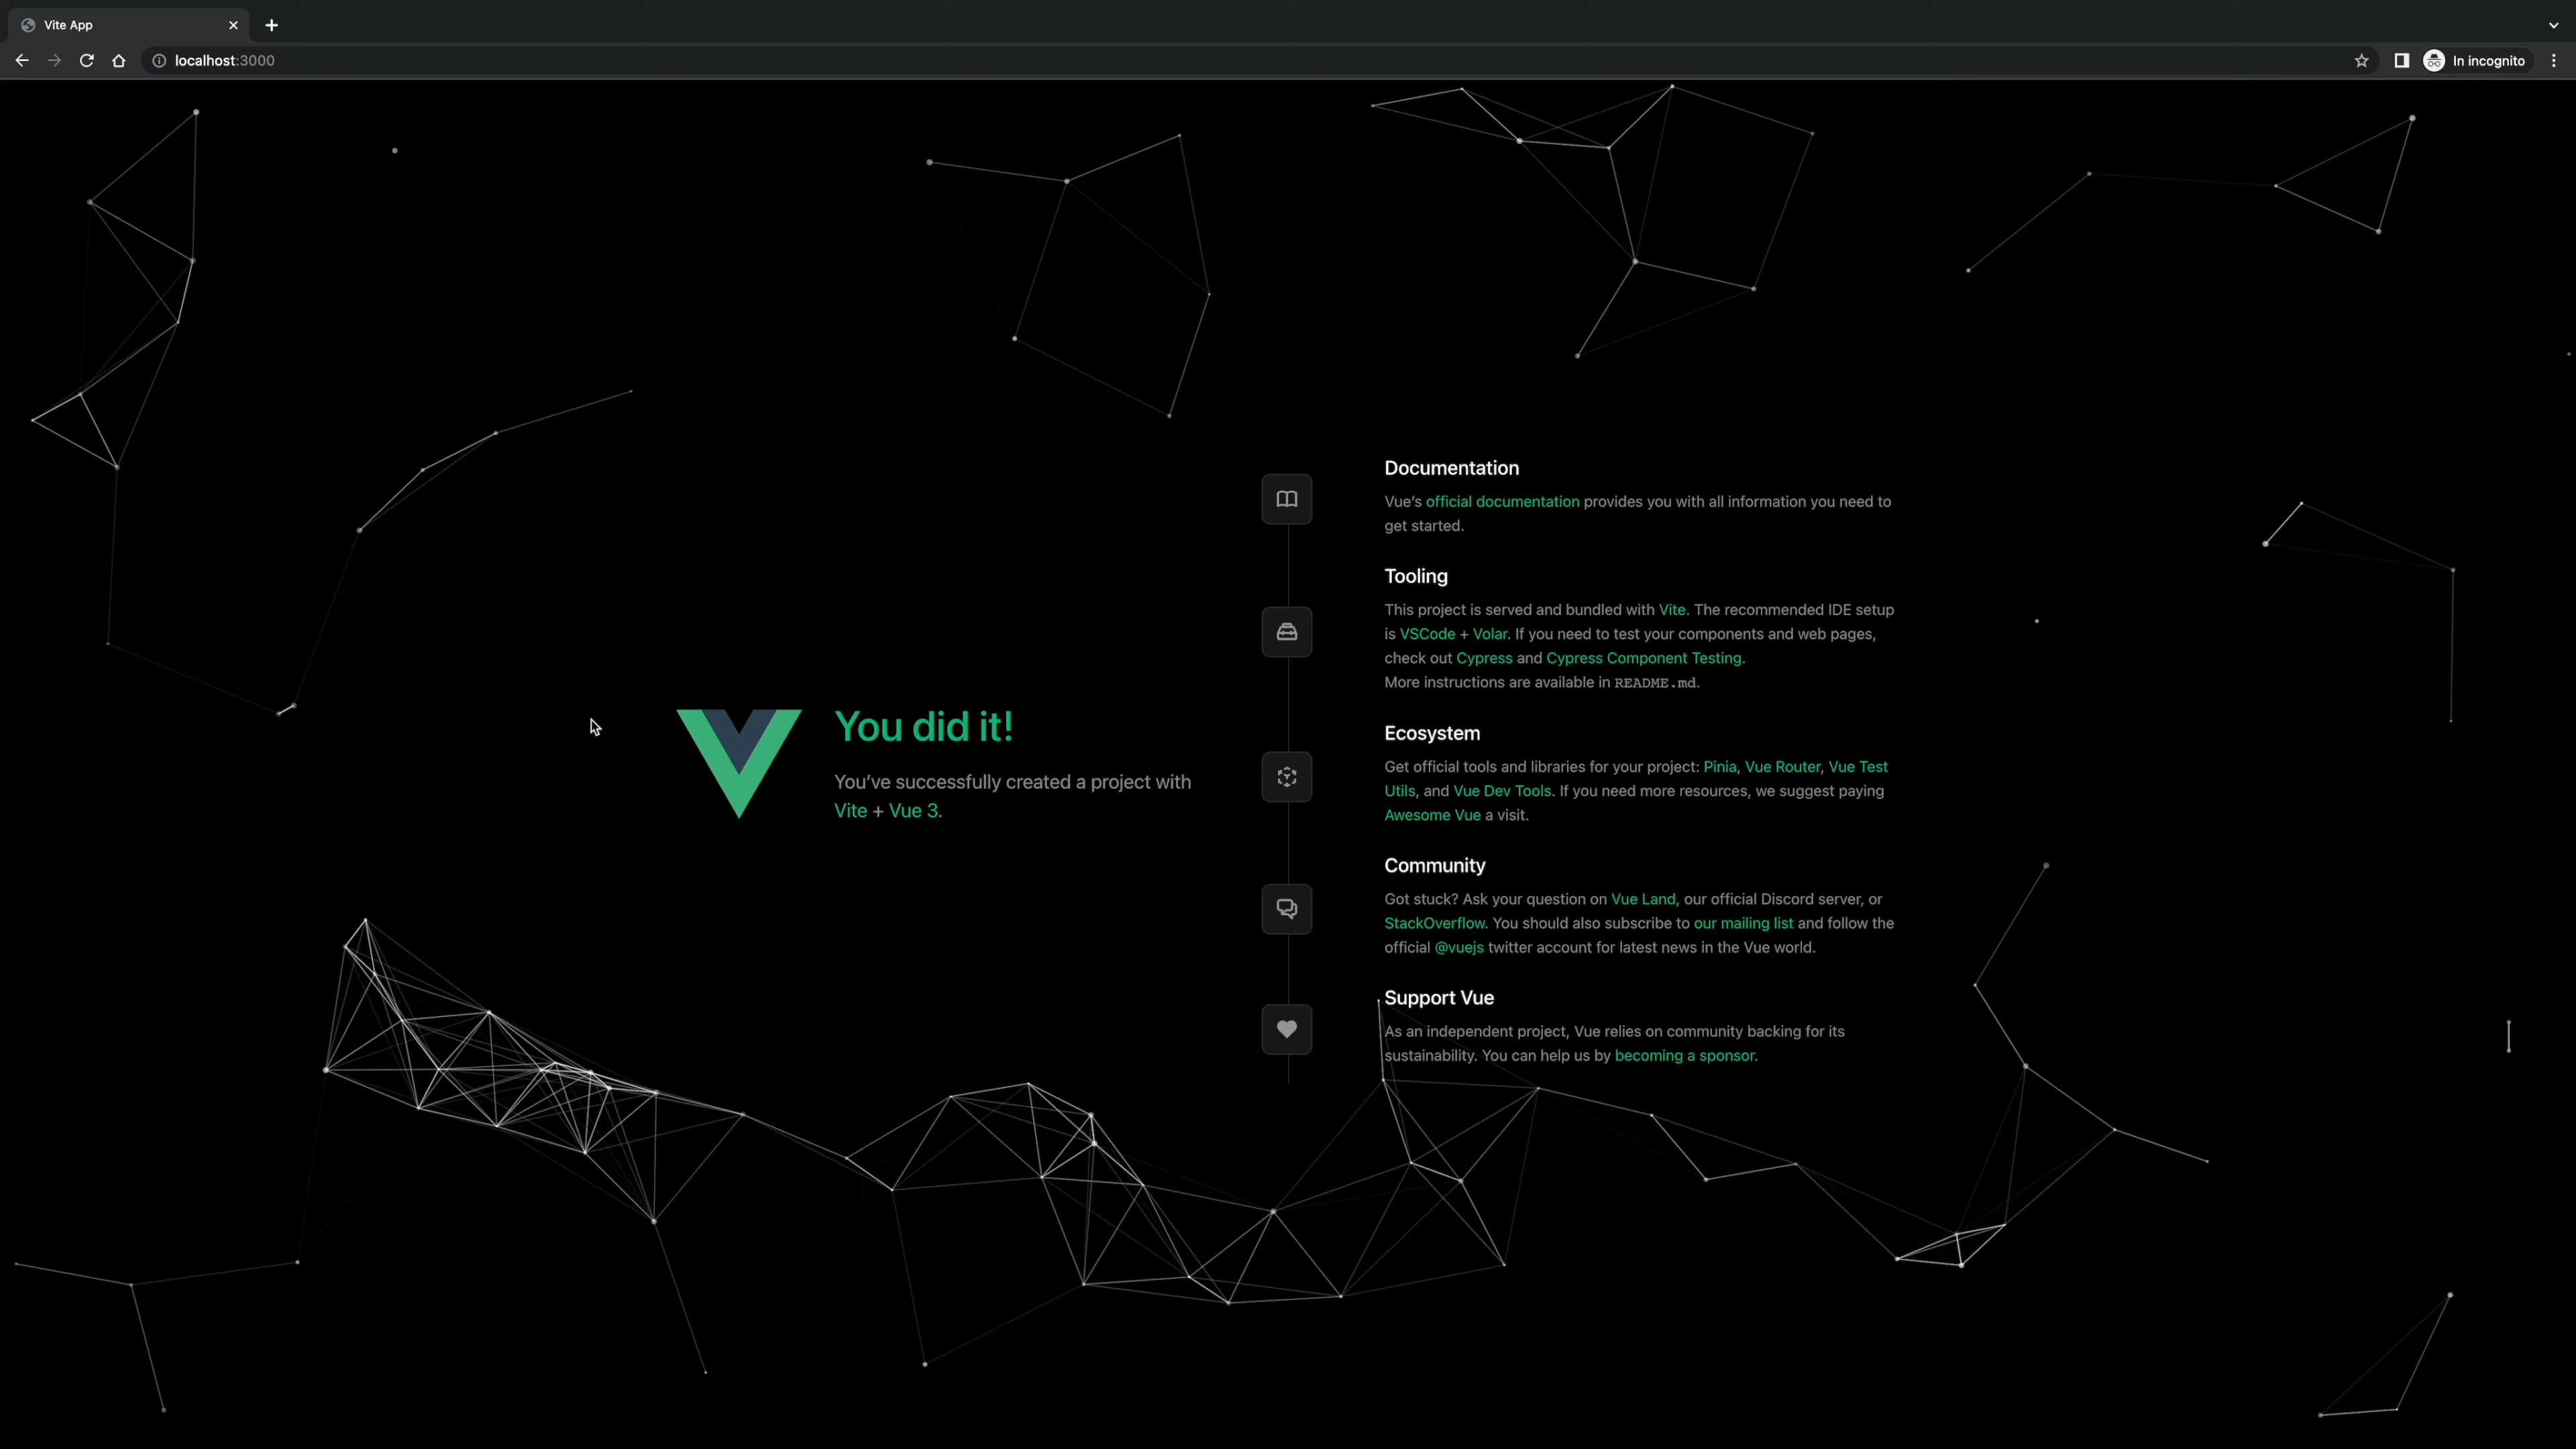 Vite App
localhost:3000
In incognito
You did it!
You’ve successfully created a project with
Vite + Vue 3.
Documentation
Vue’s official documentation provides you with all information you need to
get started.
Tooling
This project is served and bundled with Vite. The recommended IDE setup
is VSCode + Volar. If you need to test your components and web pages,
check out Cypress and Cypress Component Testing.
More instructions are available in README.md.
Ecosystem
Get official tools and libraries for your project: Pinia, Vue Router, Vue Test
Utils, and Vue Dev Tools. If you need more resources, we suggest paying
Awesome Vue a visit.
Community
Got stuck? Ask your question on Vue Land, our official Discord server, or
StackOverflow. You should also subscribe to our mailing list and follow the
official @vuejs twitter account for latest news in the Vue world.
Support Vue
As an independent project, Vue relies on community backing for its
sustainability. You can help us by becoming a sponsor.